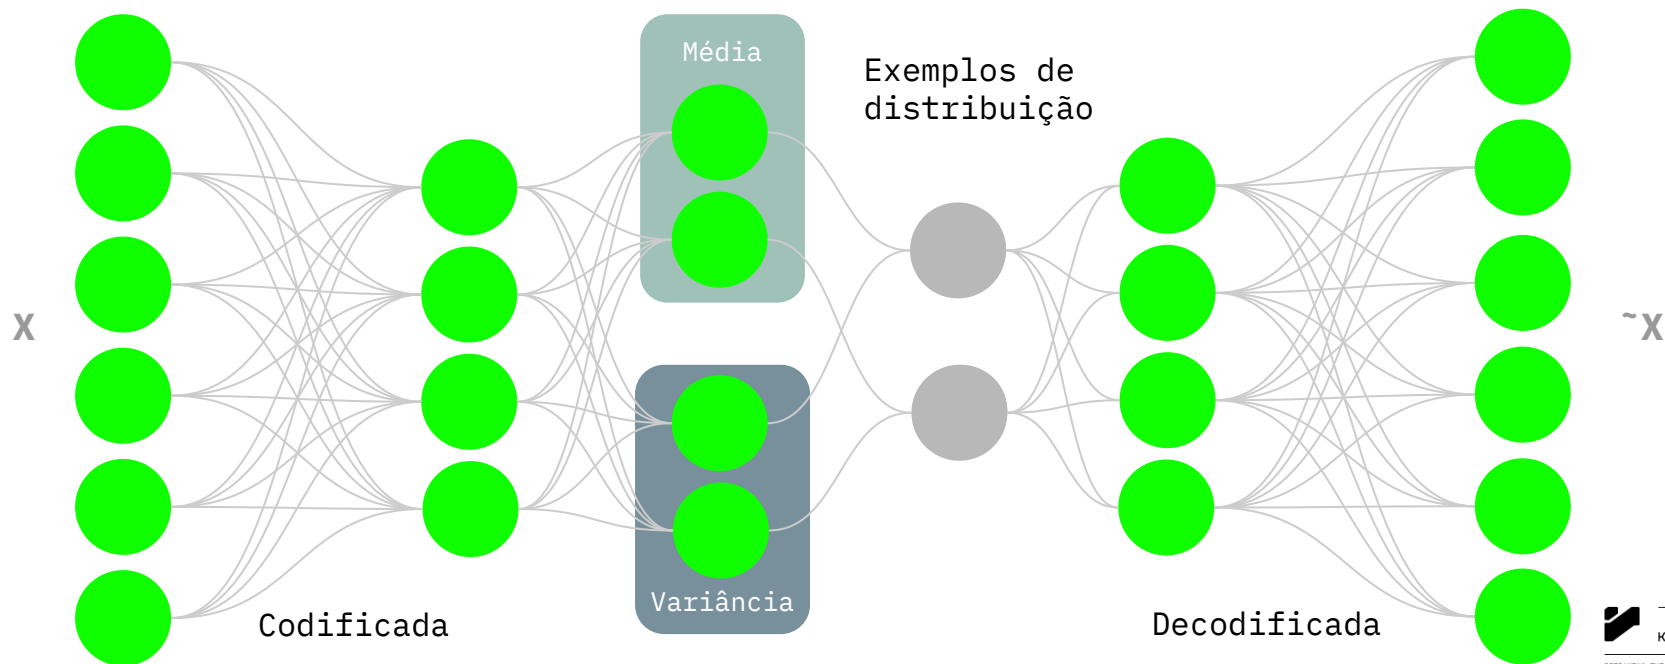 Média
Exemplos de
distribuição
X
~X
Variância
Codificada
Decodificada